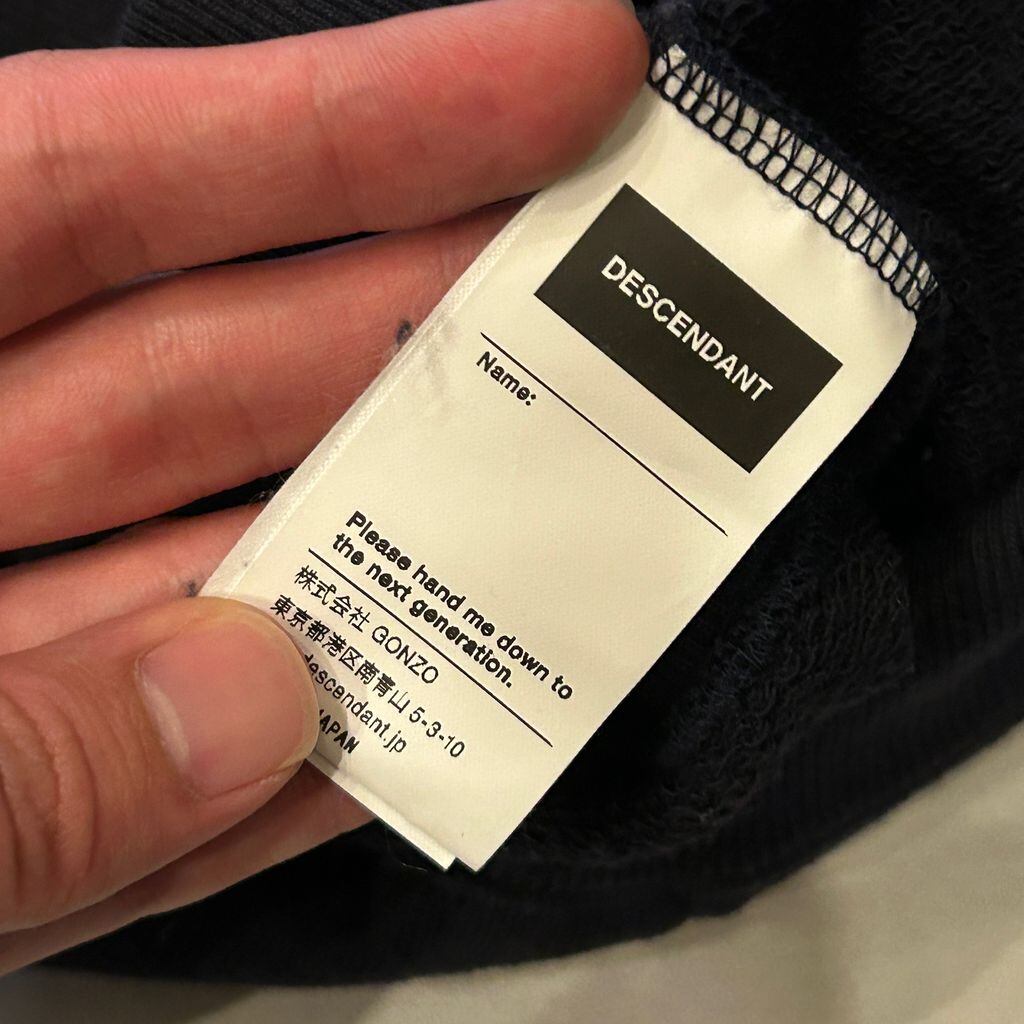 DESCENDANT
Name:
Please hand me down to
the next generation.
株式会社 GONZO
東京都港区南青山 5-3-10
descendant.jp
JAPAN